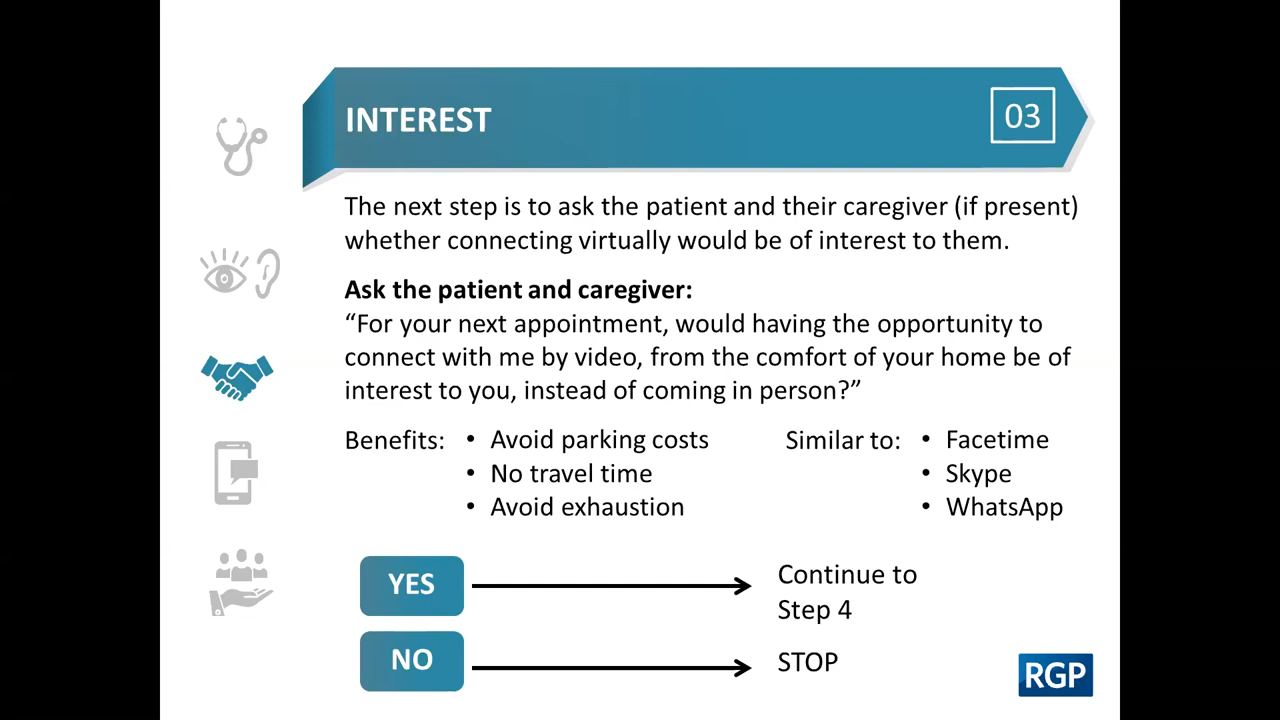 INTEREST
03
The next step is to ask the patient and their caregiver (if present)
whether connecting virtually would be of interest to them.
Ask the patient and caregiver:
“For your next appointment, would having the opportunity to
connect with me by video, from the comfort of your home be of
interest to you, instead of coming in person?”
Benefits:
• Avoid parking costs
• No travel time
• Avoid exhaustion
Similar to:
• Facetime
• Skype
• WhatsApp
YES
Continue to
Step 4
NO
STOP
RGP